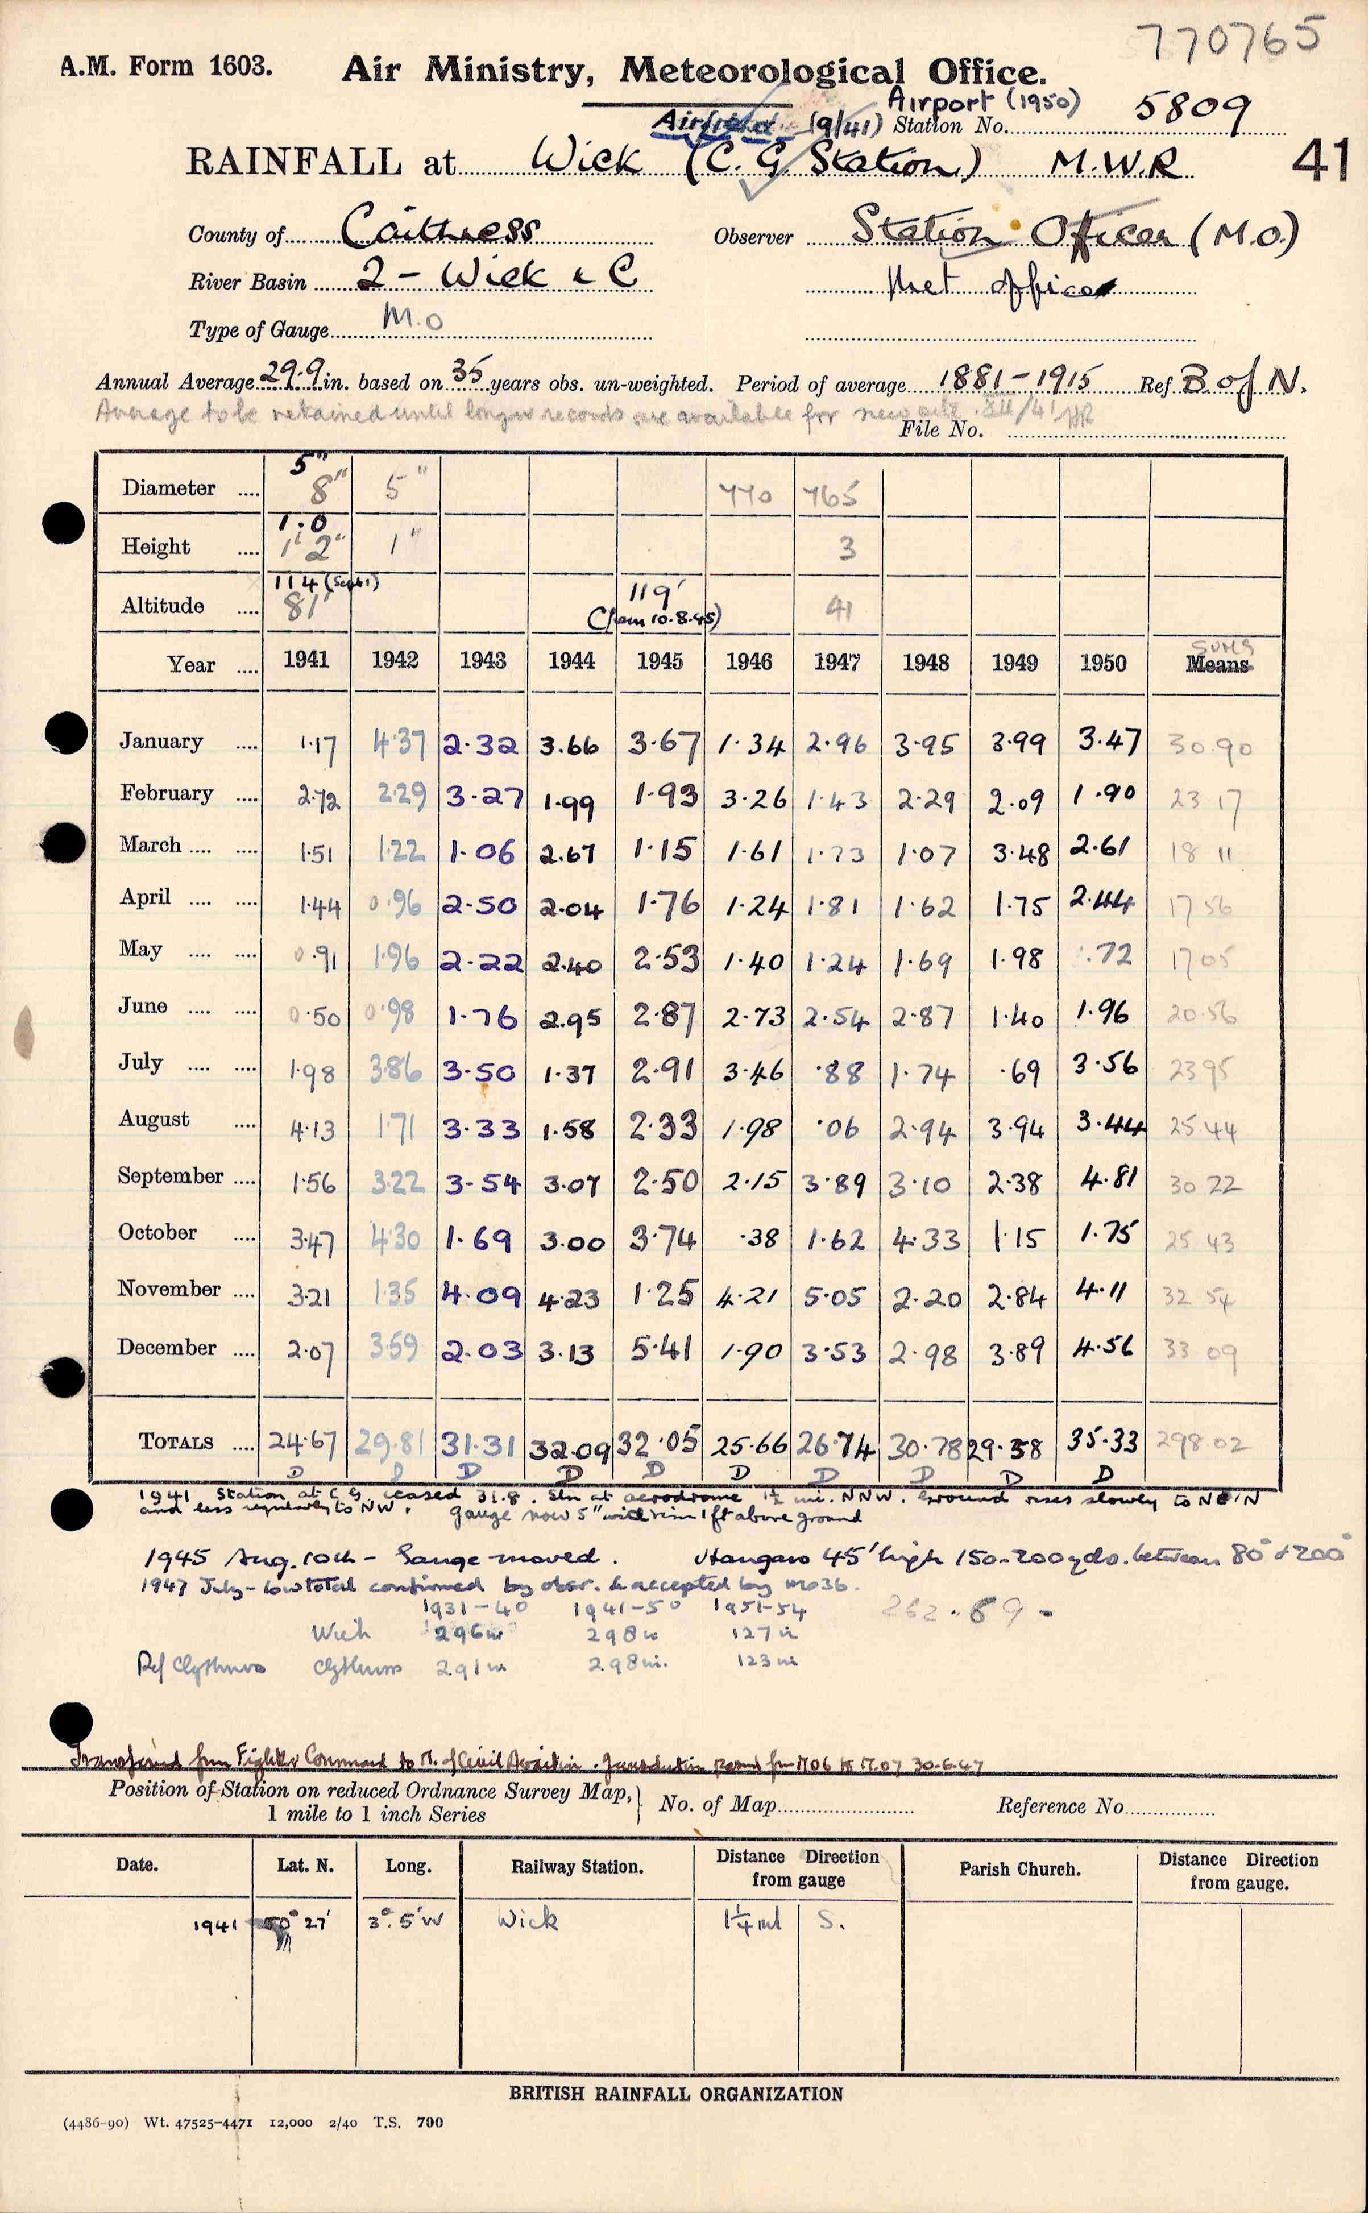 770765
A.M. Form 1603. Air Ministry, Meteorological Office.
Airfield (9/41) Airport (1950) Station No. 5809
RAINFALL at Wick (C. G. Station) M.W.R 41
County of Caithness Observer Station Officer (M.O.)
River Basin 2 - Wick & C Met office
Type of Gauge M.O
Annual Average 29.9 in. based on 35 years obs. un-weighted. Period of average 1881-1915 Ref. B of N.
Average to be retained until longer records are available for new site. XII/41
File No.
Diameter .... 5" 8" 5" 770 765
Height .... 1.0 1' 2" 1" 3
Altitude .... 114 (Sept 1) 81' 119' (from 10.8.45) 41
Year .... 1941 1942 1943 1944 1945 1946 1947 1948 1949 1950 Means SUMS
January .... 1.17 4.37 2.32 3.66 3.67 1.34 2.96 3.95 3.99 3.47 30.90
February .... 2.72 2.29 3.27 1.99 1.93 3.26 1.43 2.29 2.09 1.90 23 17
March .... .... 1.51 1.22 1.06 2.67 1.15 1.61 1.73 1.07 3.48 2.61 18 11
April .... .... 1.44 0.96 2.50 2.04 1.76 1.24 1.81 1.62 1.75 2.44 17 56
May .... .... 0.91 1.96 2.22 2.40 2.53 1.40 1.24 1.69 1.98 .72 17 05
June .... .... 0.50 0.98 1.76 2.95 2.87 2.73 2.54 2.87 1.40 1.96 20.56
July .... .... 1.98 3.86 3.50 1.37 2.91 3.46 .88 1.74 .69 3.56 23 95
August .... 4.13 1.71 3.33 1.58 2.33 1.98 .06 2.94 3.94 3.44 25.44
September .... 1.56 3.22 3.54 3.07 2.50 2.15 3.89 3.10 2.38 4.81 30 22
October .... 3.47 4.30 1.69 3.00 3.74 .38 1.62 4.33 1.15 1.75 25 43
November .... 3.21 1.35 4.09 4.23 1.25 4.21 5.05 2.20 2.84 4.11 32 54
December .... 2.07 3.59 2.03 3.13 5.41 1.90 3.53 2.98 3.89 4.56 33 09
TOTALS .... 24.67 29.81 31.31 32.09 32.05 25.66 26.74 30.78 29.58 35.33 298.02
D D D D D D D D D D
1941 Station at C G ceased 31.8. Stn at aerodrome 1½ mi. NNW. Ground rises slowly to N
and less regularly to NW. Gauge now 5" with rim 1ft above ground
1945 Aug. 10th - Gauge moved. Hangars 45' high 150-200 yds. between 80° & 200°
1947 July - low total confirmed by obsr. & accepted by MO3b.
1931-40 1941-50 1951-54 262.89 -
Wick 296 in 298 in 127 in
Ref Clythness Clythness 291 in 298 in. 123 in
Transferred from Fighter Command to M. of Civil Aviation. Jurisdiction passed from MO6 to MO7 30.6.47
Position of Station on reduced Ordnance Survey Map, 1 mile to 1 inch Series } No. of Map Reference No.
Date. Lat. N. Long. Railway Station. Distance Direction from gauge Parish Church. Distance Direction from gauge.
1941 50° 27' 3°. 5' W Wick 1¼ ml S.
BRITISH RAINFALL ORGANIZATION
(4486-90) Wt. 47525-4471 12,000 2/40 T.S. 700